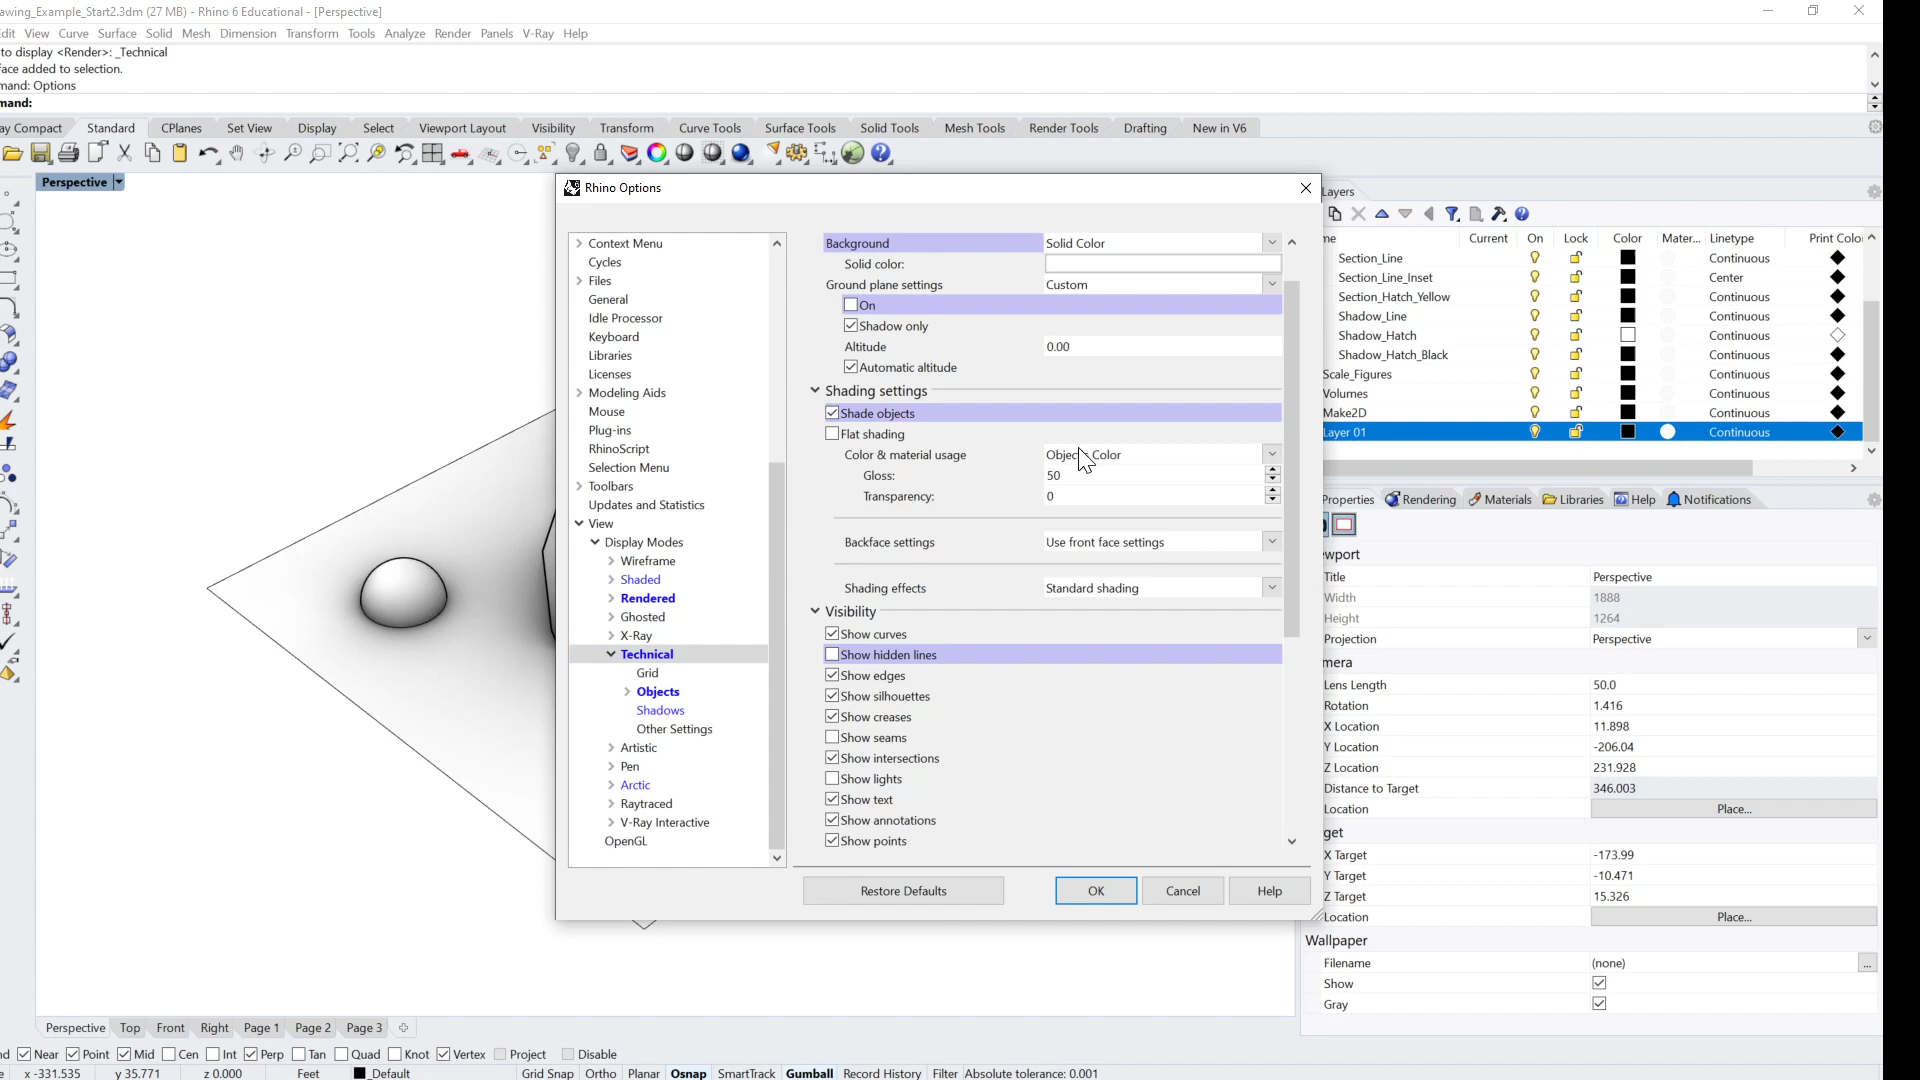 awing_Example_Start2.3dm (27 MB) - Rhino 6 Educational - [Perspective]
dit View Curve Surface Solid Mesh Dimension Transform Tools Analyze Render Panels V-Ray Help
to display <Render>: _Technical
face added to selection.
mand: Options
mand:
ay Compact Standard CPlanes Set View Display Select Viewport Layout Visibility Transform Curve Tools Surface Tools Solid Tools Mesh Tools Render Tools Drafting New in V6
Perspective
Rhino Options
Context Menu
Cycles
Files
General
Idle Processor
Keyboard
Libraries
Licenses
Modeling Aids
Mouse
Plug-ins
RhinoScript
Selection Menu
Toolbars
Updates and Statistics
View
Display Modes
Wireframe
Shaded
Rendered
Ghosted
X-Ray
Technical
Grid
Objects
Shadows
Other Settings
Artistic
Pen
Arctic
Raytraced
V-Ray Interactive
OpenGL
Background Solid Color
Solid color:
Ground plane settings Custom
On
Shadow only
Altitude 0.00
Automatic altitude
Shading settings
Shade objects
Flat shading
Color & material usage Object Color
Gloss: 50
Transparency: 0
Backface settings Use front face settings
Shading effects Standard shading
Visibility
Show curves
Show hidden lines
Show edges
Show silhouettes
Show creases
Show seams
Show intersections
Show lights
Show text
Show annotations
Show points
Restore Defaults OK Cancel Help
ayers
me Current On Lock Color Mater... Linetype Print Colo
Section_Line Continuous
Section_Line_Inset Center
Section_Hatch_Yellow Continuous
Shadow_Line Continuous
Shadow_Hatch Continuous
Shadow_Hatch_Black Continuous
Scale_Figures Continuous
Volumes Continuous
Make2D Continuous
Layer 01 Continuous
Properties Rendering Materials Libraries Help Notifications
ewport
Title Perspective
Width 1888
Height 1264
Projection Perspective
mera
Lens Length 50.0
Rotation 1.416
X Location 11.898
Y Location -206.04
Z Location 231.928
Distance to Target 346.003
Location Place...
get
X Target -173.99
Y Target -10.471
Z Target 15.326
Location Place...
Wallpaper
Filename (none) ...
Show
Gray
Perspective Top Front Right Page 1 Page 2 Page 3
nd Near Point Mid Cen Int Perp Tan Quad Knot Vertex Project Disable
e x -331.535 y 35.771 z 0.000 Feet _Default Grid Snap Ortho Planar Osnap SmartTrack Gumball Record History Filter Absolute tolerance: 0.001